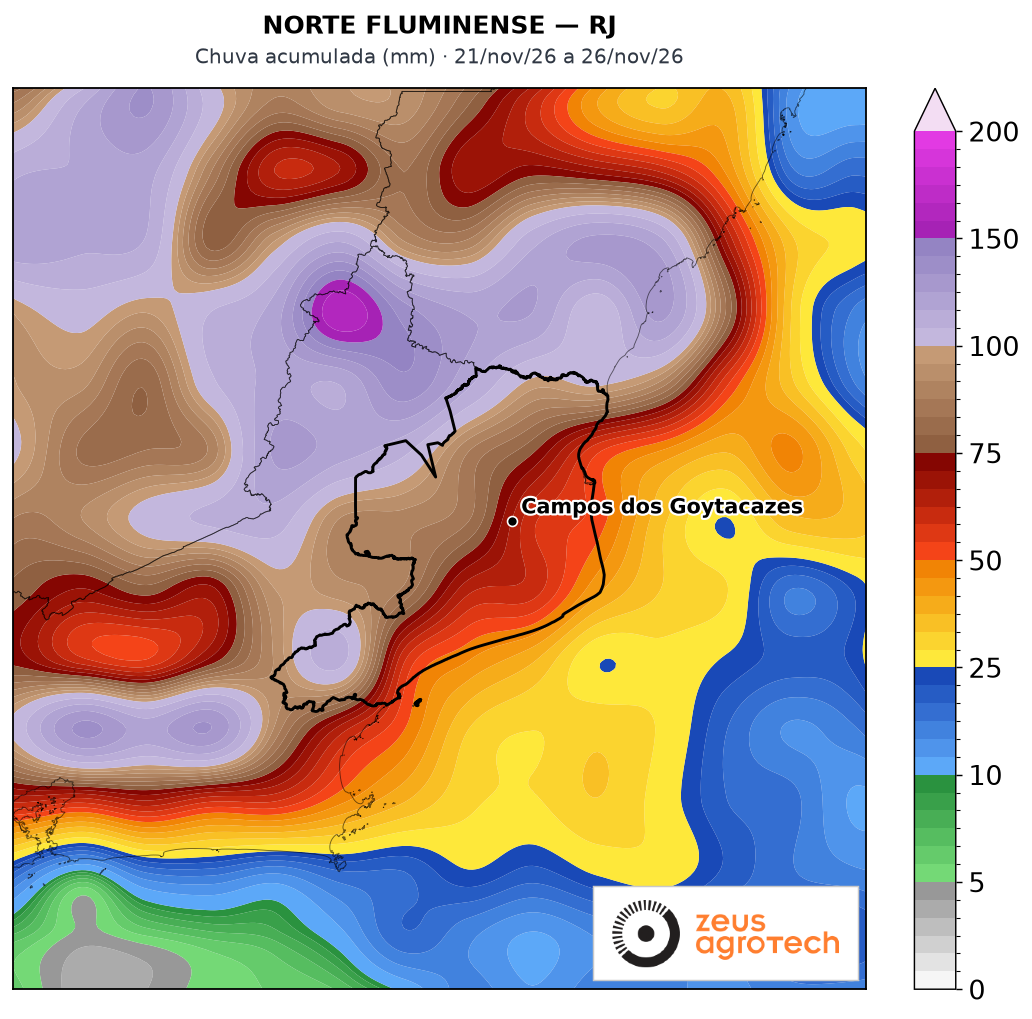 NORTE FLUMINENSE — RJ
Chuva acumulada (mm) · 21/nov/26 a 26/nov/26
200
150
100
75
50
25
10
5
0
Campos dos Goytacazes
zeus
agrotech